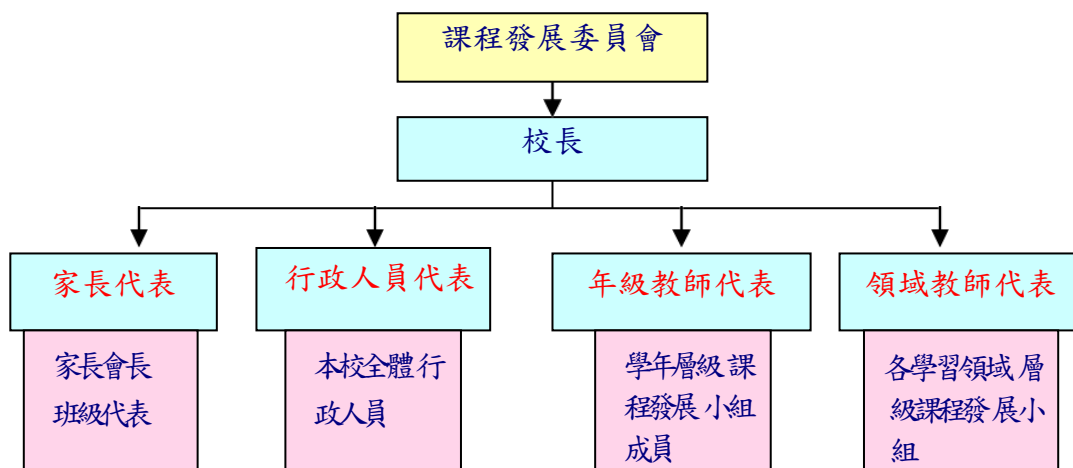 課程發展委員會
校長
家長代表
行政人員代表
年級教師代表
領域教師代表
家長會長
班級代表
本校全體行
政人員
學年層級課
程發展小組
成員
各學習領域層
級課程發展小
組